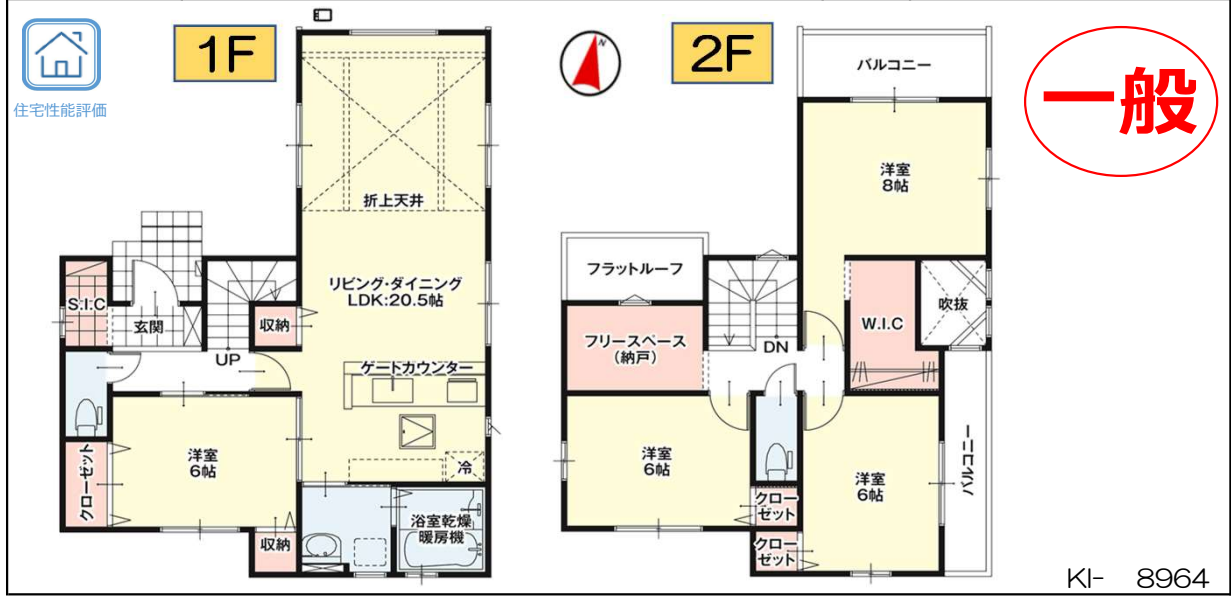 住宅性能評価
1F
折上天井
リビング・ダイニング
LDK:20.5帖
S.I.C
玄関
収納
UP
ゲートカウンター
洋室
6帖
クローゼット
収納
冷
浴室乾燥
暖房機
N
2F
バルコニー
洋室
8帖
フラットルーフ
フリースペース
(納戸)
DN
W.I.C
吹抜
洋室
6帖
クロー
ゼット
クロー
ゼット
洋室
6帖
バルコニー
一般
KI- 8964